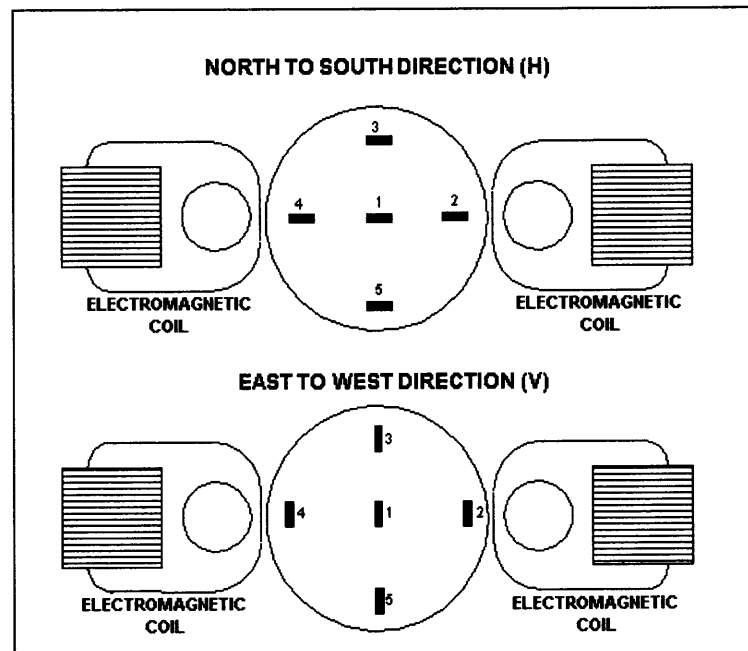 NORTH TO SOUTH DIRECTION (H)
3
4
1
2
5
ELECTROMAGNETIC
COIL
ELECTROMAGNETIC
COIL
EAST TO WEST DIRECTION (V)
3
4
1
2
5
ELECTROMAGNETIC
COIL
ELECTROMAGNETIC
COIL